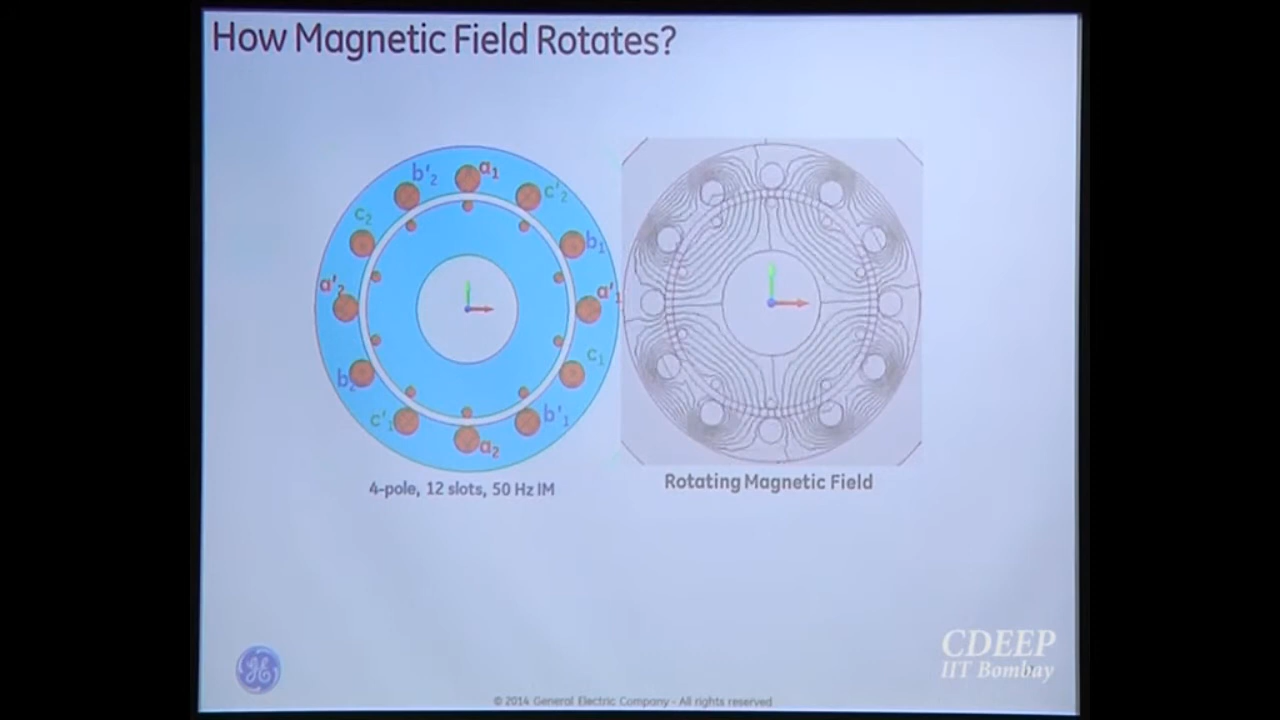 How Magnetic Field Rotates?
b'₂ a₁ c'₂
c₂ b₁
a'₂ a'₁
b₂ c₁
c'₁ b'₁
a₂
4-pole, 12 slots, 50 Hz IM
Rotating Magnetic Field
GE
CDEEP
IIT Bombay
© 2014 General Electric Company - All rights reserved